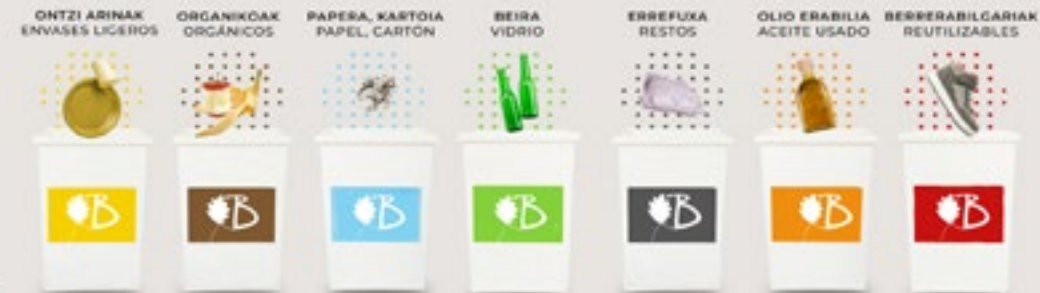 ONTZI ARINAK
ENVASES LIGEROS
ORGANIKOAK
ORGÁNICOS
PAPERA, KARTOIA
PAPEL, CARTÓN
BEIRA
VIDRIO
ERREFUXA
RESTOS
OLIO ERABILIA
ACEITE USADO
BERRERABILGARIAK
REUTILIZABLES
B
B
B
B
B
B
B